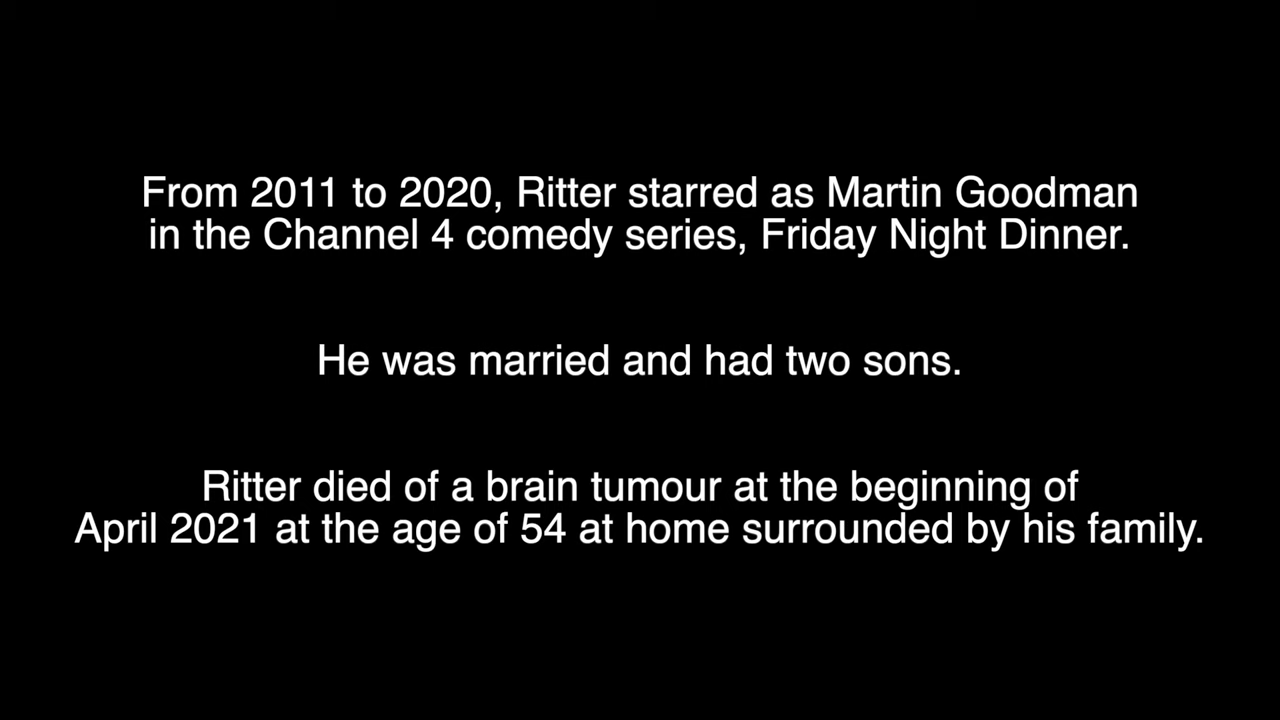 From 2011 to 2020, Ritter starred as Martin Goodman
in the Channel 4 comedy series, Friday Night Dinner.
He was married and had two sons.
Ritter died of a brain tumour at the beginning of
April 2021 at the age of 54 at home surrounded by his family.